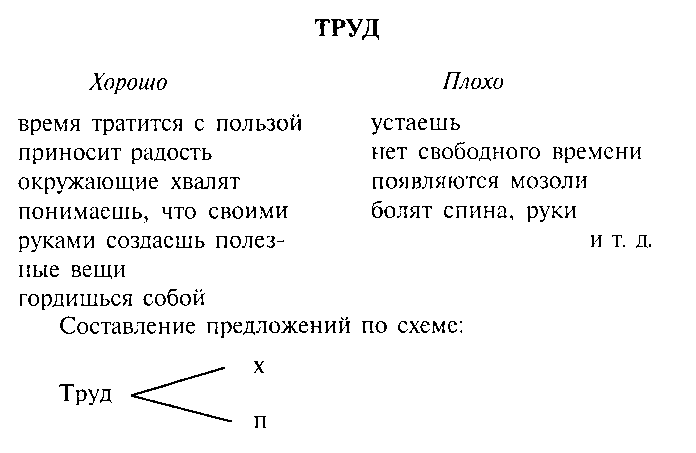 ТРУД
Хорошо
время тратится с пользой
приносит радость
окружающие хвалят
понимаешь, что своими
руками создаешь полез-
ные вещи
гордишься собой
Плохо
устаешь
нет свободного времени
появляются мозоли
болят спина, руки
и т. д.
Составление предложений по схеме:
Труд
х
п